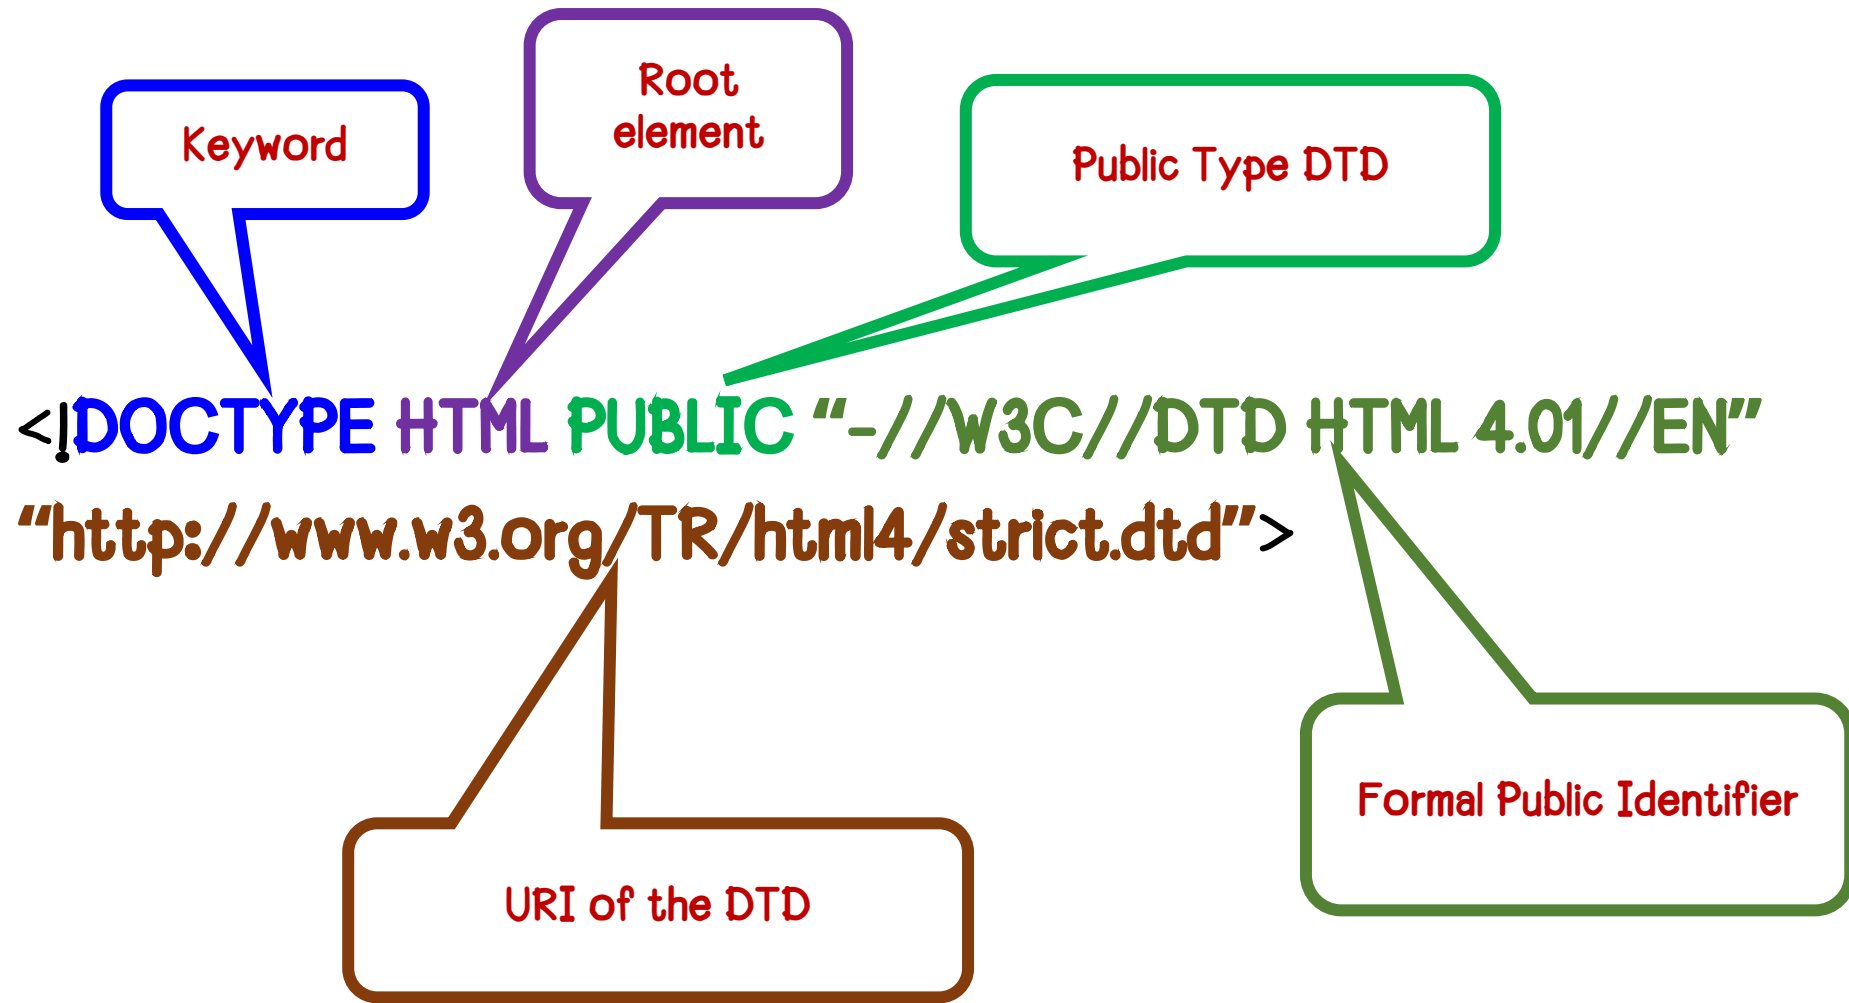 Root
element
Keyword
Public Type DTD
<!DOCTYPE HTML PUBLIC “-//W3C//DTD HTML 4.01//EN”
“http://www.w3.org/TR/html4/strict.dtd”>
Formal Public Identifier
URI of the DTD